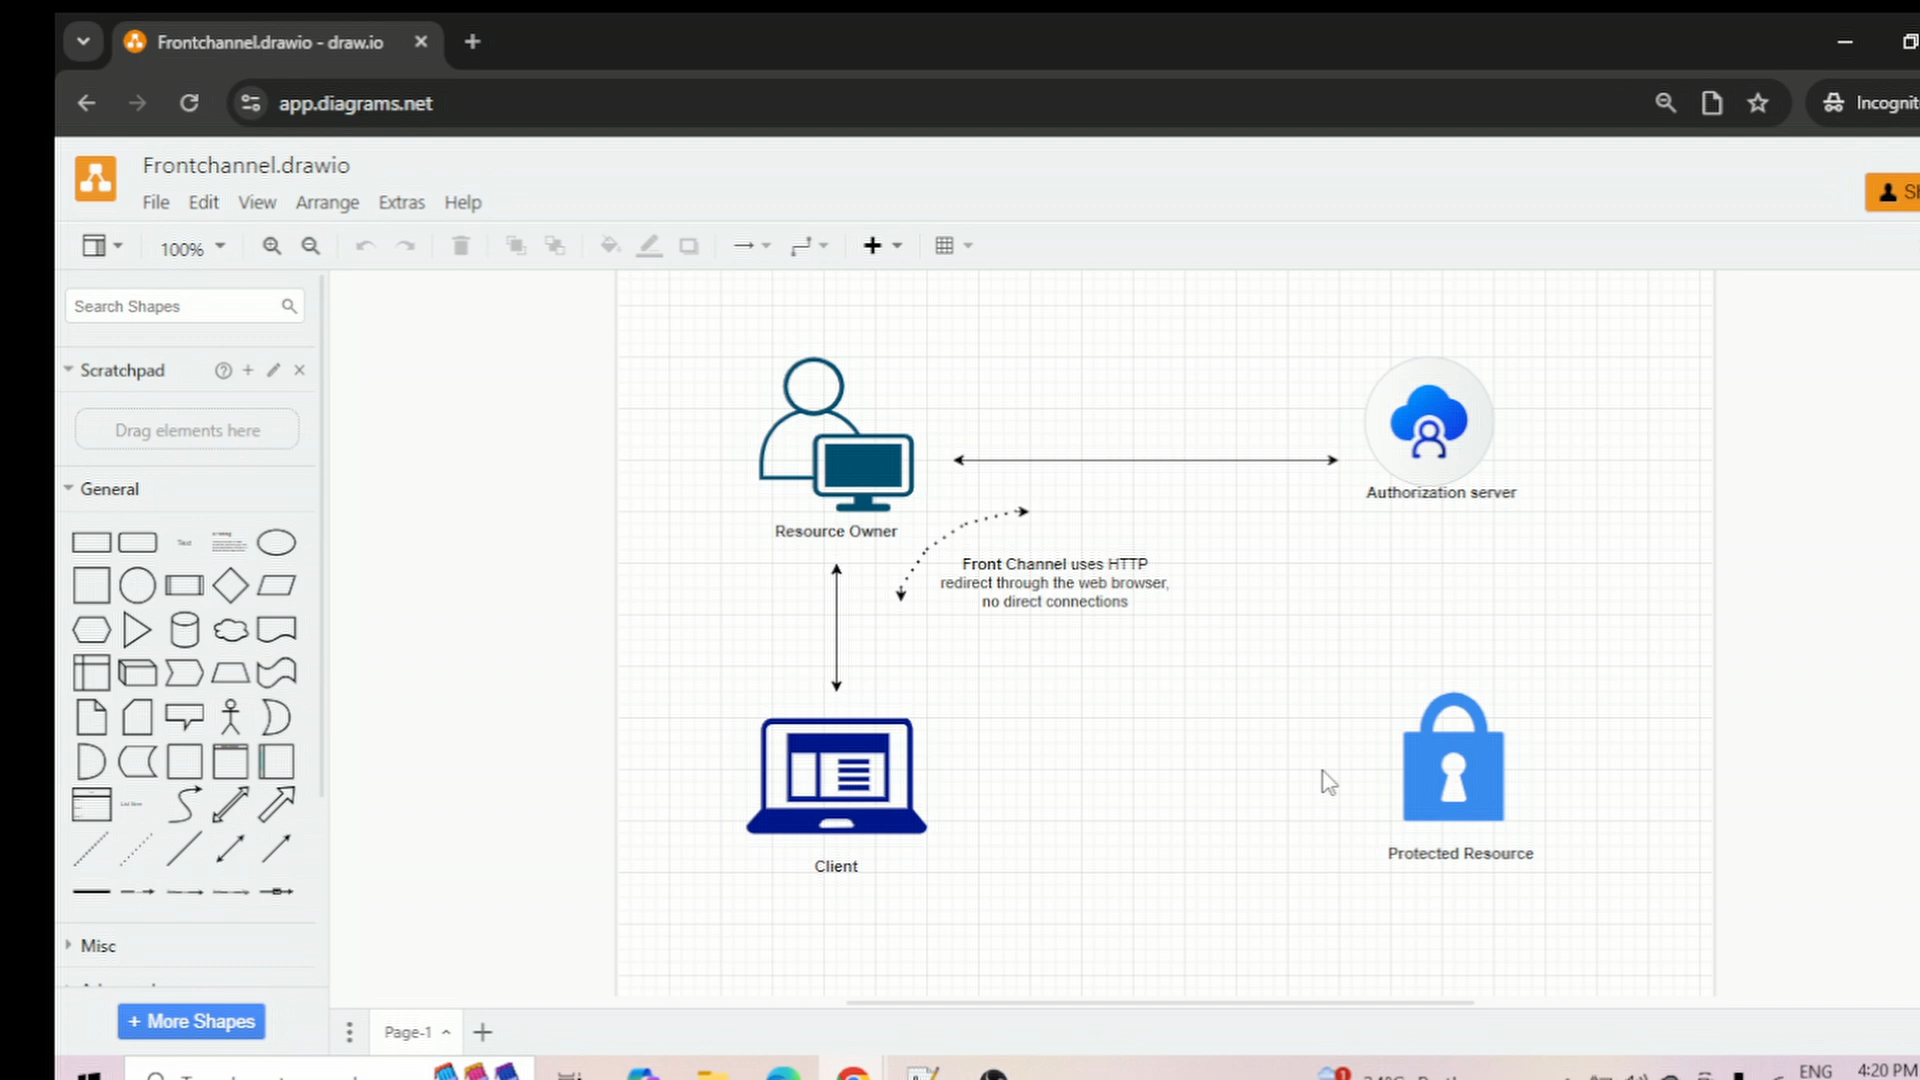 Frontchannel.drawio - draw.io
app.diagrams.net
Frontchannel.drawio
File Edit View Arrange Extras Help
100%
Search Shapes
Scratchpad
Drag elements here
General
Text
Misc
+ More Shapes
Resource Owner
Authorization server
Front Channel uses HTTP
redirect through the web browser,
no direct connections
Client
Protected Resource
Page-1
ENG
4:20 PM